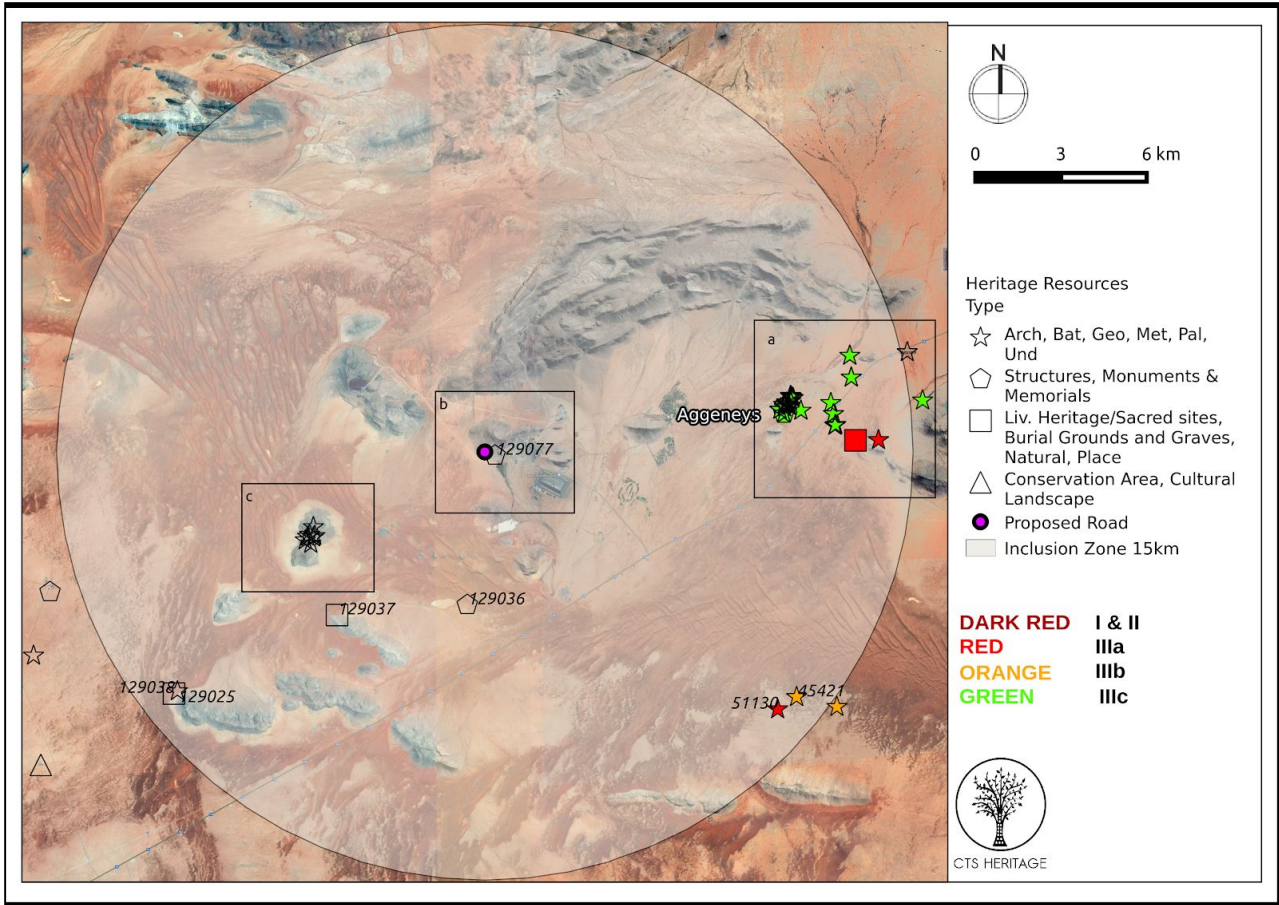 N
0 3 6 km
Heritage Resources
Type
Arch, Bat, Geo, Met, Pal,
Und
Structures, Monuments &
Memorials
Liv. Heritage/Sacred sites,
Burial Grounds and Graves,
Natural, Place
Conservation Area, Cultural
Landscape
Proposed Road
Inclusion Zone 15km
DARK RED I & II
RED IIIa
ORANGE IIIb
GREEN IIIc
CTS HERITAGE
a
Aggeneys
b
129077
c
129037
129036
129038
129025
51130
45421